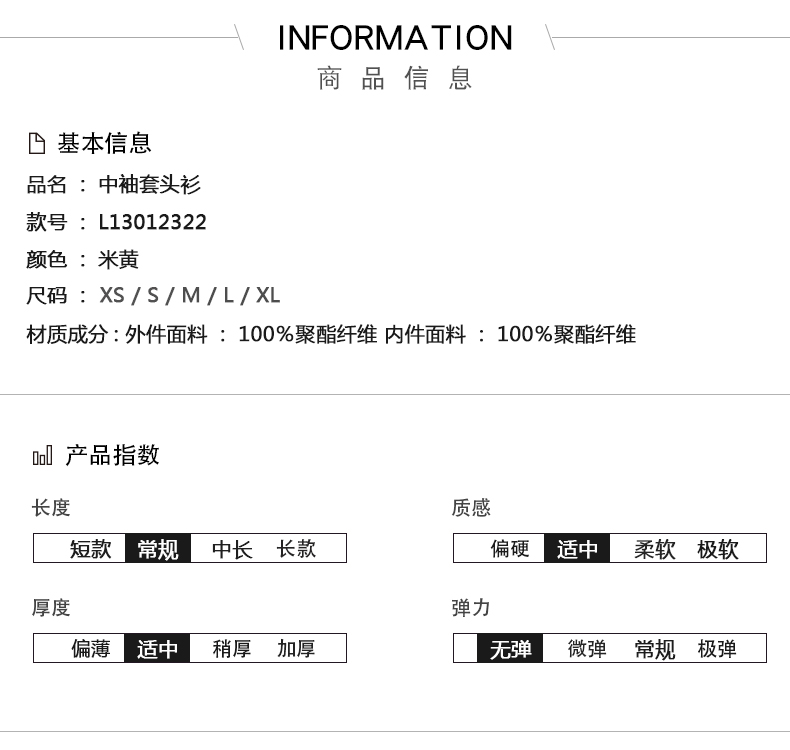 INFORMATION
商品信息
基本信息
品名 : 中袖套头衫
款号 : L13012322
颜色 : 米黄
尺码 : XS / S / M / L / XL
材质成分 : 外件面料 : 100%聚酯纤维 内件面料 : 100%聚酯纤维
产品指数
长度
短款 常规 中长 长款
质感
偏硬 适中 柔软 极软
厚度
偏薄 适中 稍厚 加厚
弹力
无弹 微弹 常规 极弹